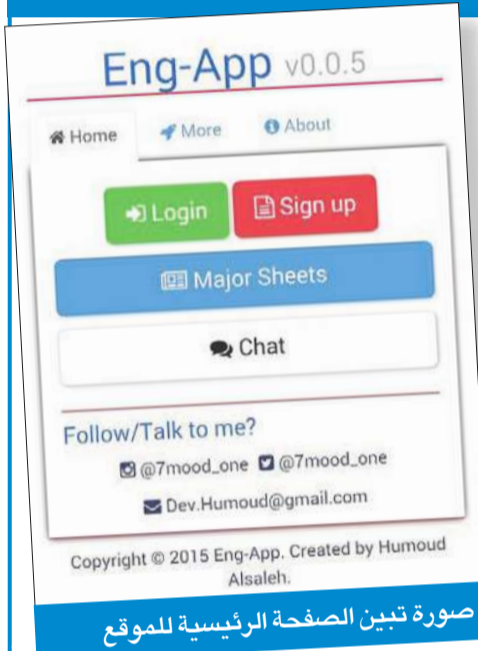 Eng-App v0.0.5
Home More About
Login Sign up
Major Sheets
Chat
Follow/Talk to me?
@7mood_one @7mood_one
Dev.Humoud@gmail.com
Copyright © 2015 Eng-App. Created by Humoud
Alsaleh.
صورة تبين الصفحة الرئيسية للموقع